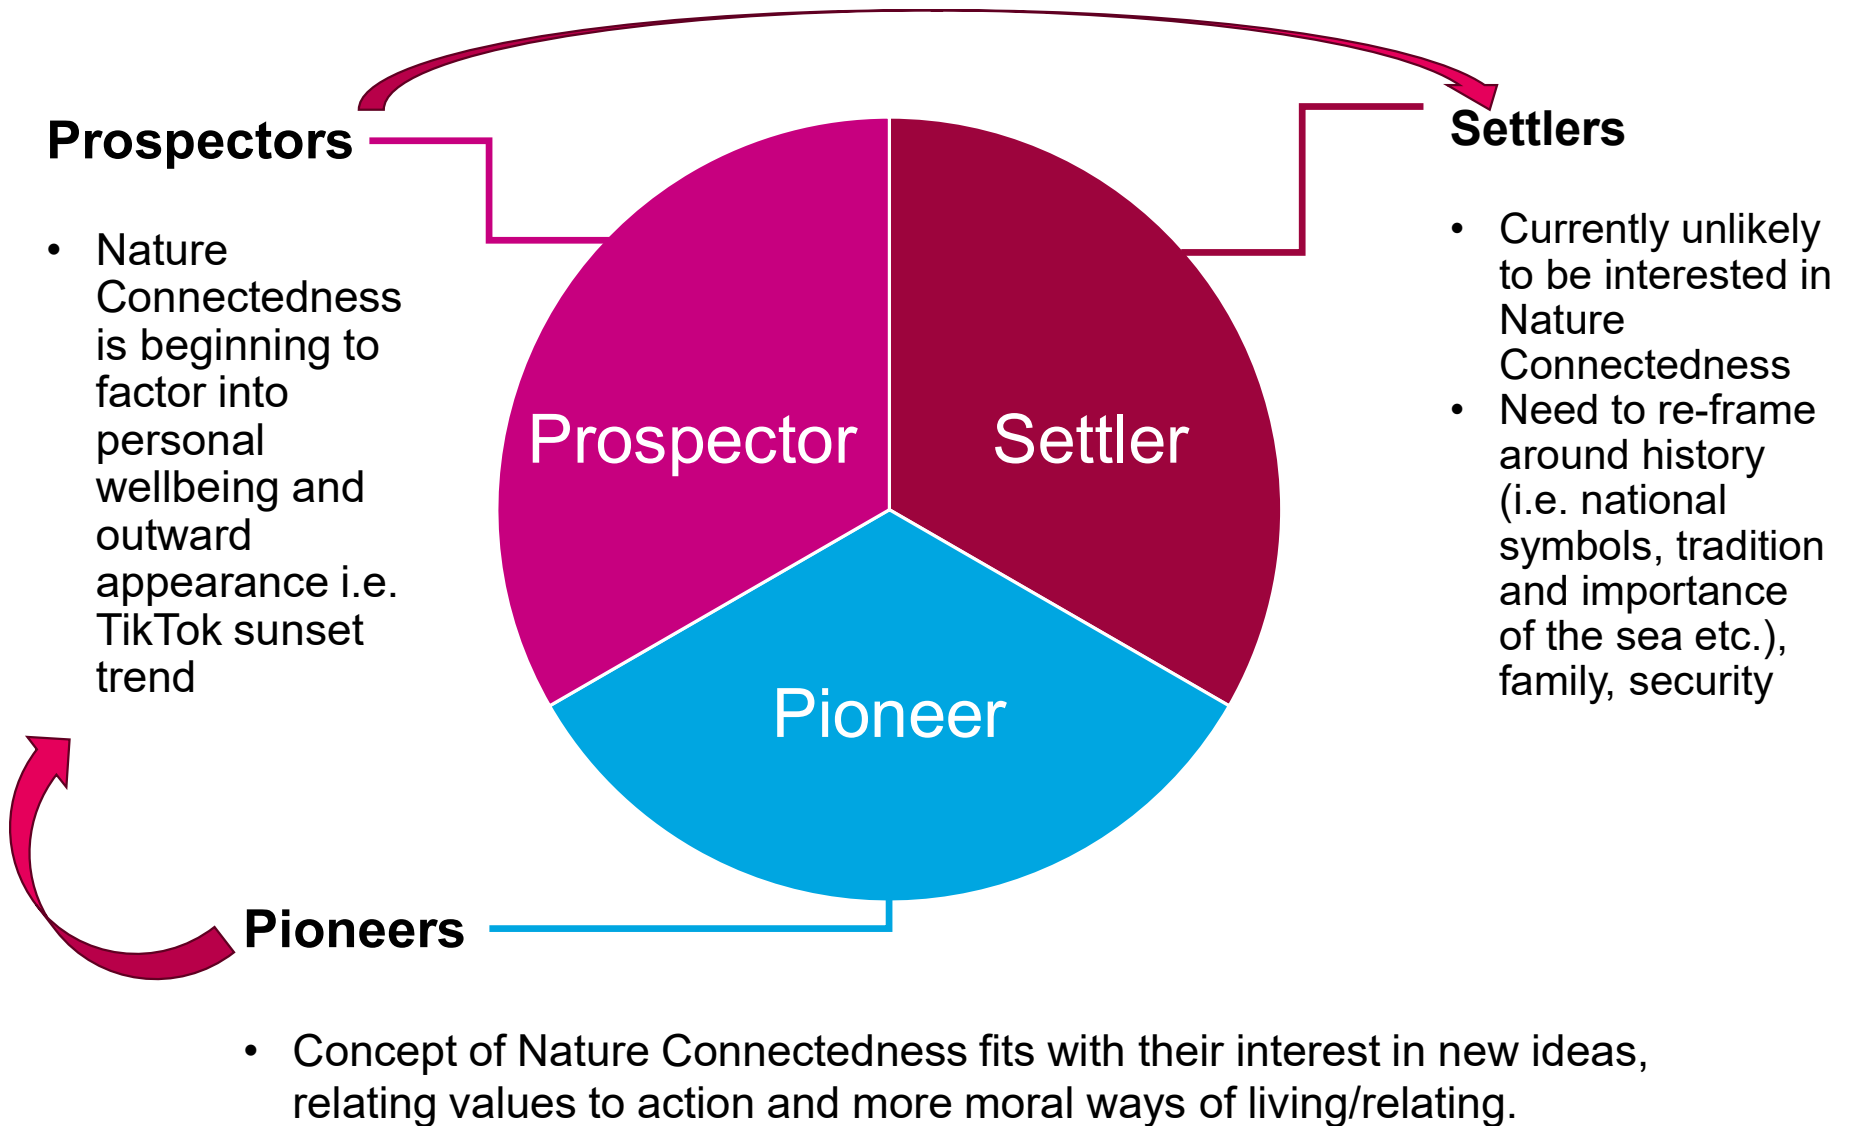 Prospectors
• Nature
Connectedness
is beginning to
factor into
personal
wellbeing and
outward
appearance i.e.
TikTok sunset
trend
Prospector
Settler
Pioneer
Settlers
• Currently unlikely
to be interested in
Nature
Connectedness
• Need to re-frame
around history
(i.e. national
symbols, tradition
and importance
of the sea etc.),
family, security
Pioneers
• Concept of Nature Connectedness fits with their interest in new ideas,
relating values to action and more moral ways of living/relating.